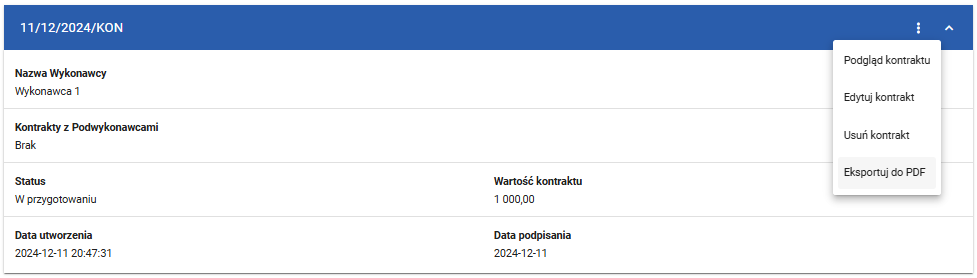 11/12/2024/KON
Podgląd kontraktu
Edytuj kontrakt
Usuń kontrakt
Eksportuj do PDF
Nazwa Wykonawcy
Wykonawca 1
Kontrakty z Podwykonawcami
Brak
Status
W przygotowaniu
Wartość kontraktu
1 000,00
Data utworzenia
2024-12-11 20:47:31
Data podpisania
2024-12-11